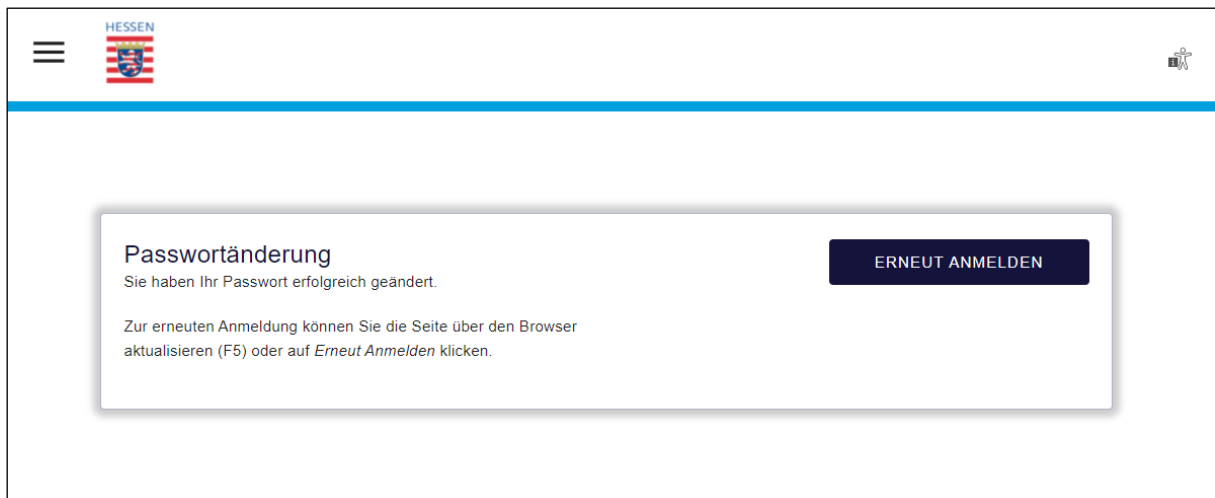 HESSEN
Passwortänderung
Sie haben Ihr Passwort erfolgreich geändert.
ERNEUT ANMELDEN
Zur erneuten Anmeldung können Sie die Seite über den Browser
aktualisieren (F5) oder auf Erneut Anmelden klicken.